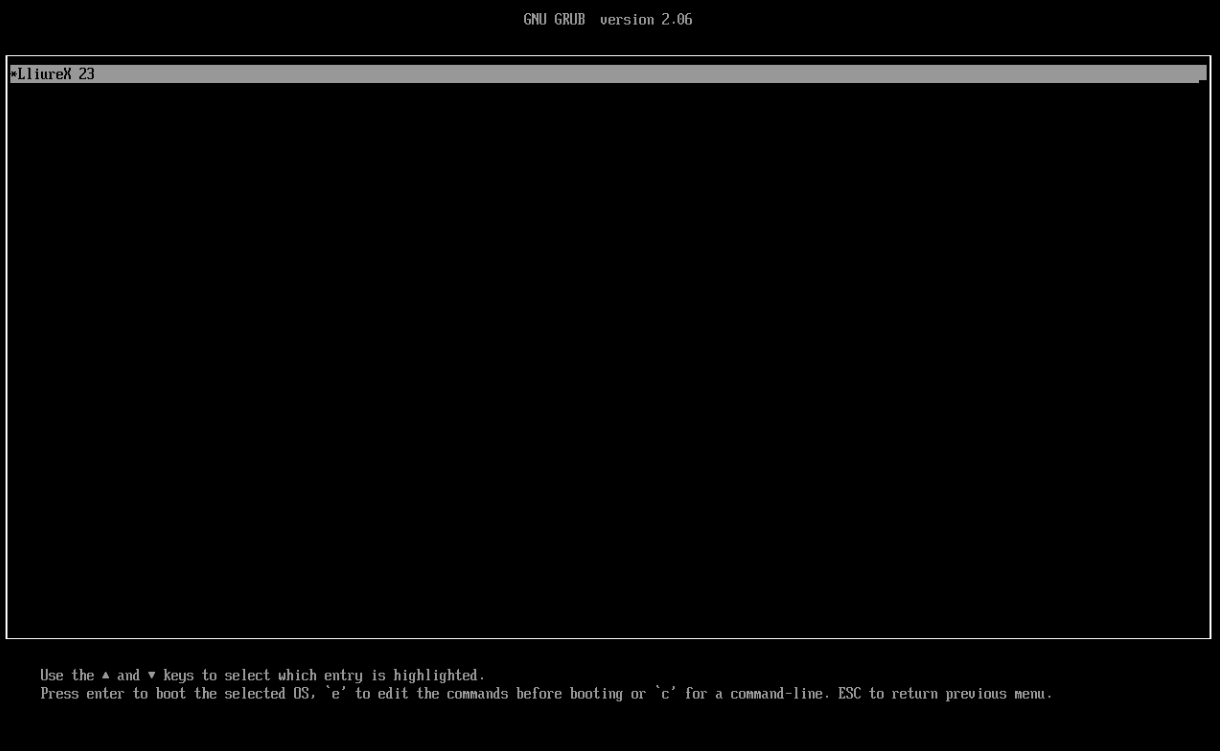 GNU GRUB  version 2.06
*LliureX 23
Use the ▲ and ▼ keys to select which entry is highlighted.
Press enter to boot the selected OS, `e' to edit the commands before booting or `c' for a command-line. ESC to return previous menu.